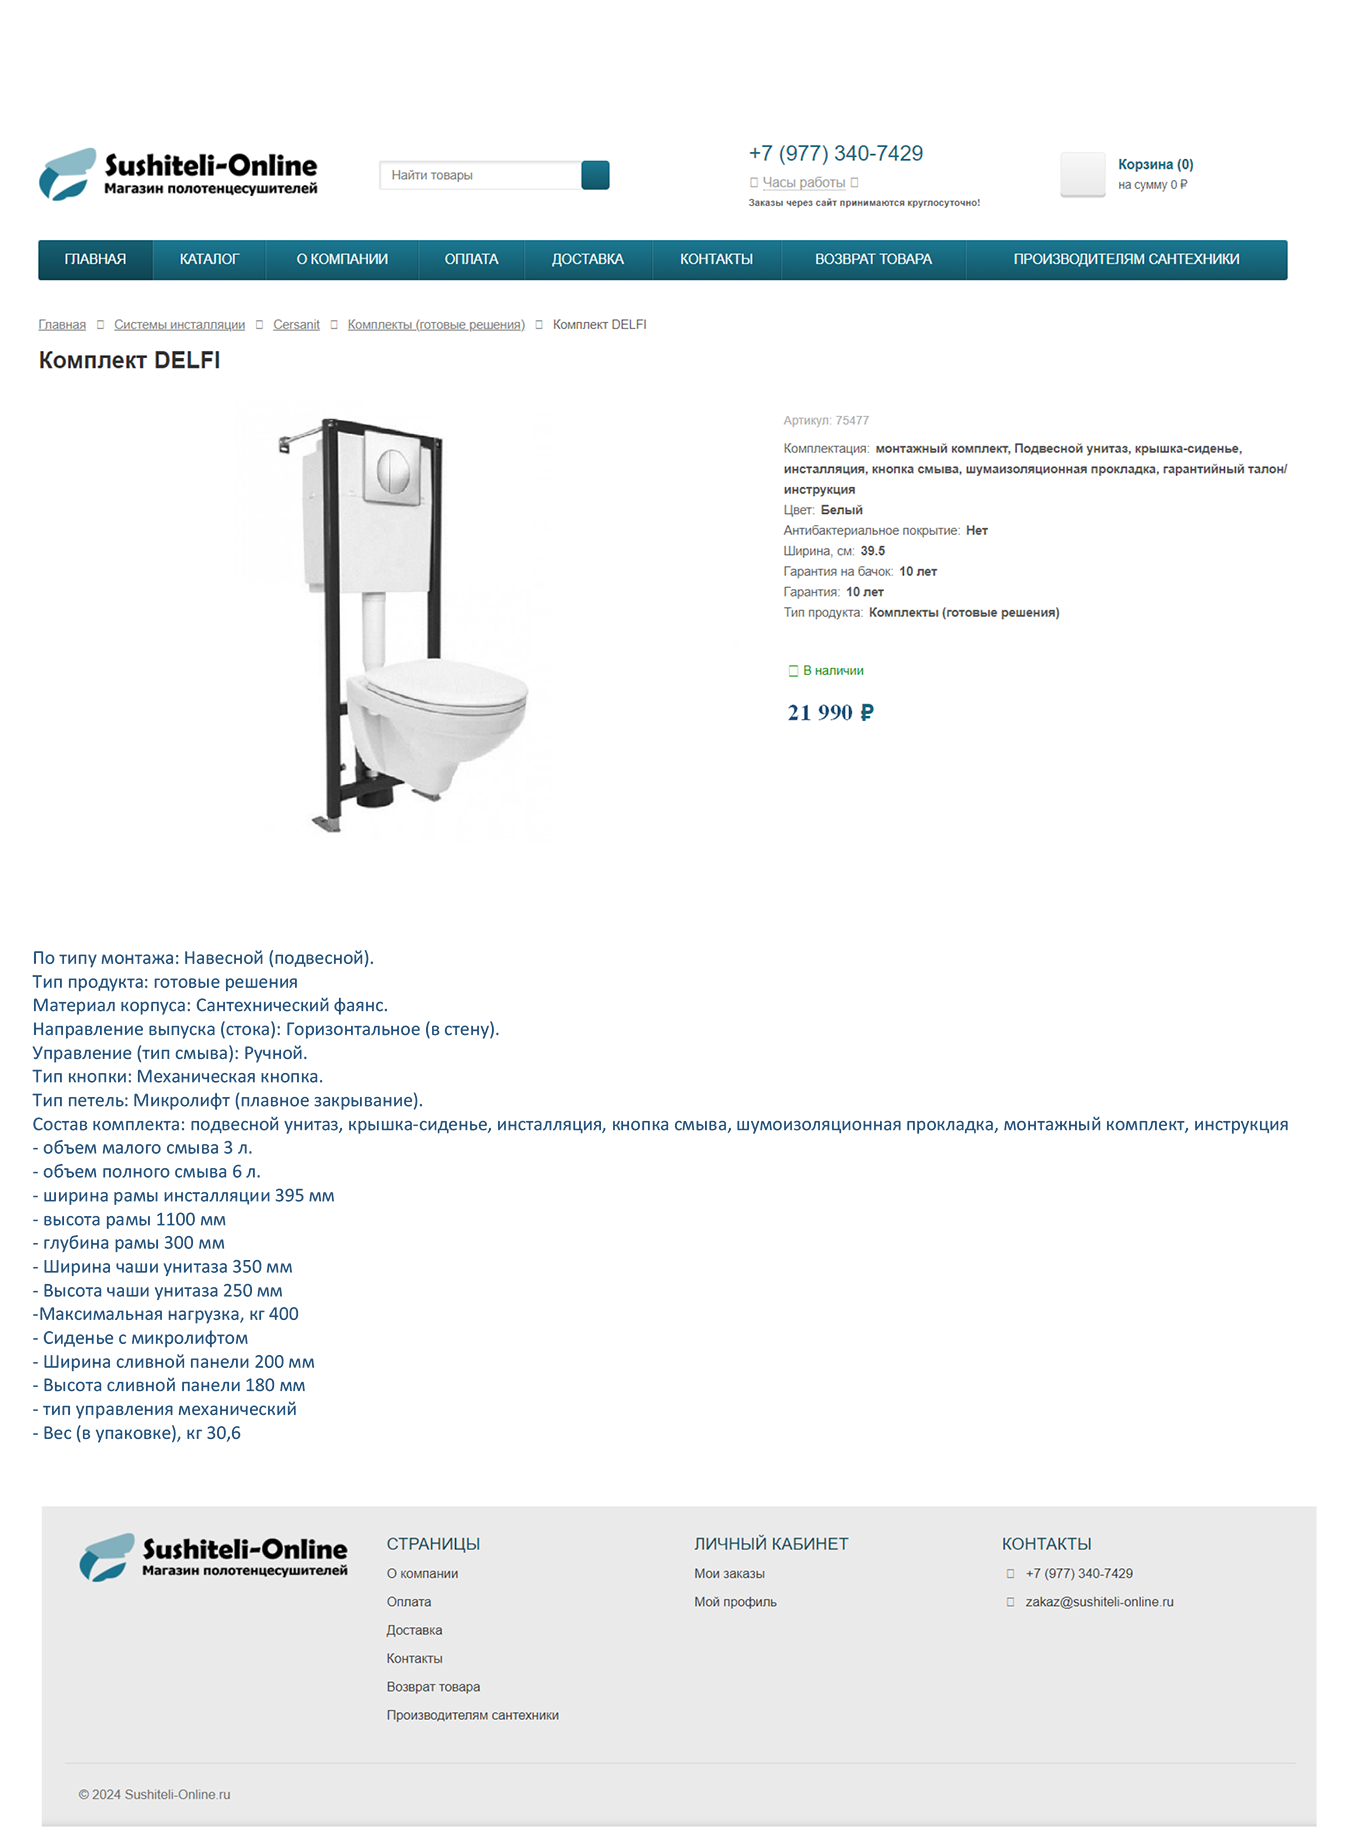 Sushiteli-Online
Магазин полотенцесушителей
Найти товары
+7 (977) 340-7429
Часы работы
Заказы через сайт принимаются круглосуточно!
Корзина (0)
на сумму 0 ₽
ГЛАВНАЯ КАТАЛОГ О КОМПАНИИ ОПЛАТА ДОСТАВКА КОНТАКТЫ ВОЗВРАТ ТОВАРА ПРОИЗВОДИТЕЛЯМ САНТЕХНИКИ
Главная Системы инсталляции Cersanit Комплекты (готовые решения) Комплект DELFI
Комплект DELFI
Артикул: 75477
Комплектация: монтажный комплект, Подвесной унитаз, крышка-сиденье,
инсталляция, кнопка смыва, шумаизоляционная прокладка, гарантийный талон/
инструкция
Цвет: Белый
Антибактериальное покрытие: Нет
Ширина, см: 39.5
Гарантия на бачок: 10 лет
Гарантия: 10 лет
Тип продукта: Комплекты (готовые решения)
В наличии
21 990 ₽
По типу монтажа: Навесной (подвесной).
Тип продукта: готовые решения
Материал корпуса: Сантехнический фаянс.
Направление выпуска (стока): Горизонтальное (в стену).
Управление (тип смыва): Ручной.
Тип кнопки: Механическая кнопка.
Тип петель: Микролифт (плавное закрывание).
Состав комплекта: подвесной унитаз, крышка-сиденье, инсталляция, кнопка смыва, шумоизоляционная прокладка, монтажный комплект, инструкция
- объем малого смыва 3 л.
- объем полного смыва 6 л.
- ширина рамы инсталляции 395 мм
- высота рамы 1100 мм
- глубина рамы 300 мм
- Ширина чаши унитаза 350 мм
- Высота чаши унитаза 250 мм
-Максимальная нагрузка, кг 400
- Сиденье с микролифтом
- Ширина сливной панели 200 мм
- Высота сливной панели 180 мм
- тип управления механический
- Вес (в упаковке), кг 30,6
Sushiteli-Online
Магазин полотенцесушителей
СТРАНИЦЫ
О компании
Оплата
Доставка
Контакты
Возврат товара
Производителям сантехники
ЛИЧНЫЙ КАБИНЕТ
Мои заказы
Мой профиль
КОНТАКТЫ
+7 (977) 340-7429
zakaz@sushiteli-online.ru
© 2024 Sushiteli-Online.ru